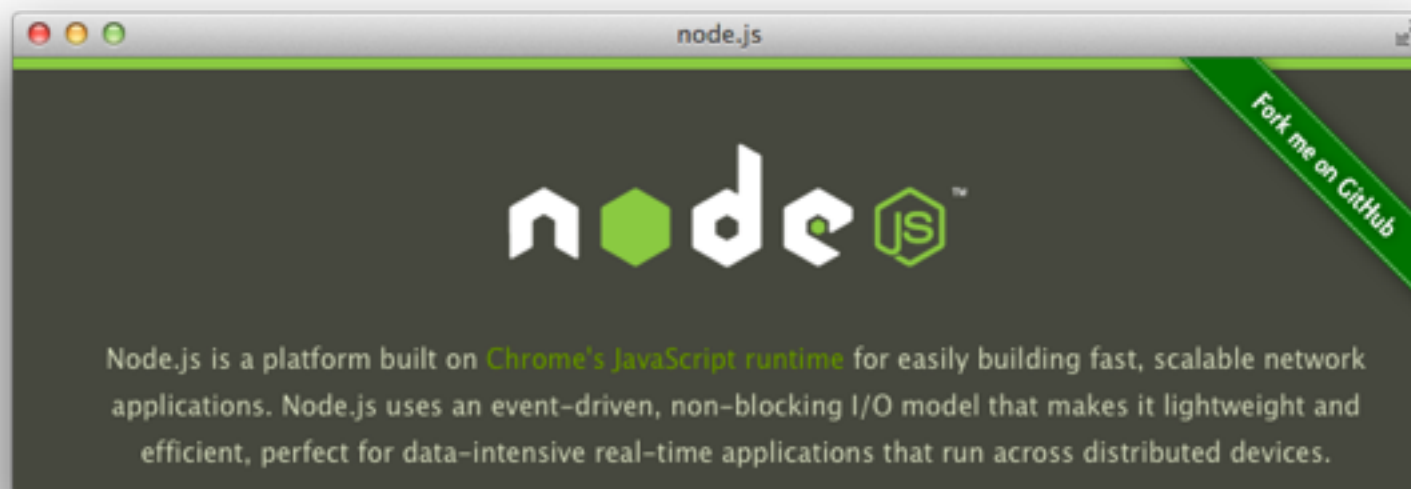 node.js
Fork me on GitHub
node JS™
Node.js is a platform built on Chrome's JavaScript runtime for easily building fast, scalable network
applications. Node.js uses an event-driven, non-blocking I/O model that makes it lightweight and
efficient, perfect for data-intensive real-time applications that run across distributed devices.